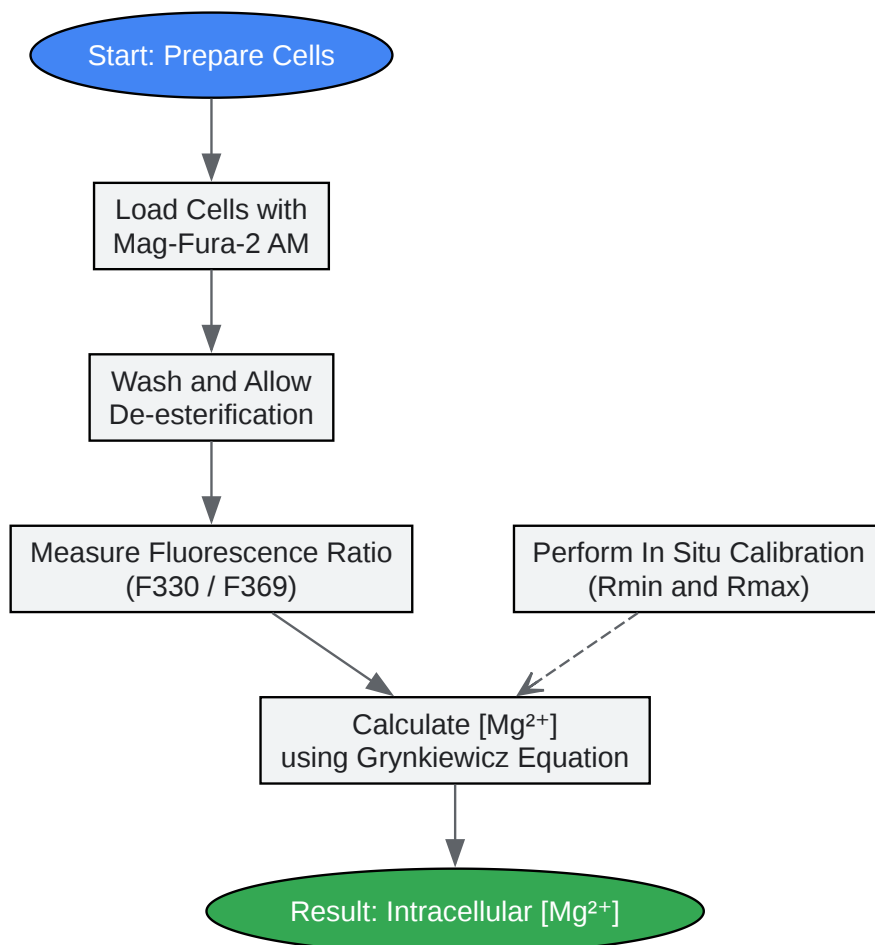 Start: Prepare Cells
Load Cells with
Mag-Fura-2 AM
Wash and Allow
De-esterification
Measure Fluorescence Ratio
(F330 / F369)
Perform In Situ Calibration
(Rmin and Rmax)
Calculate [Mg²⁺]
using Grynkiewicz Equation
Result: Intracellular [Mg²⁺]